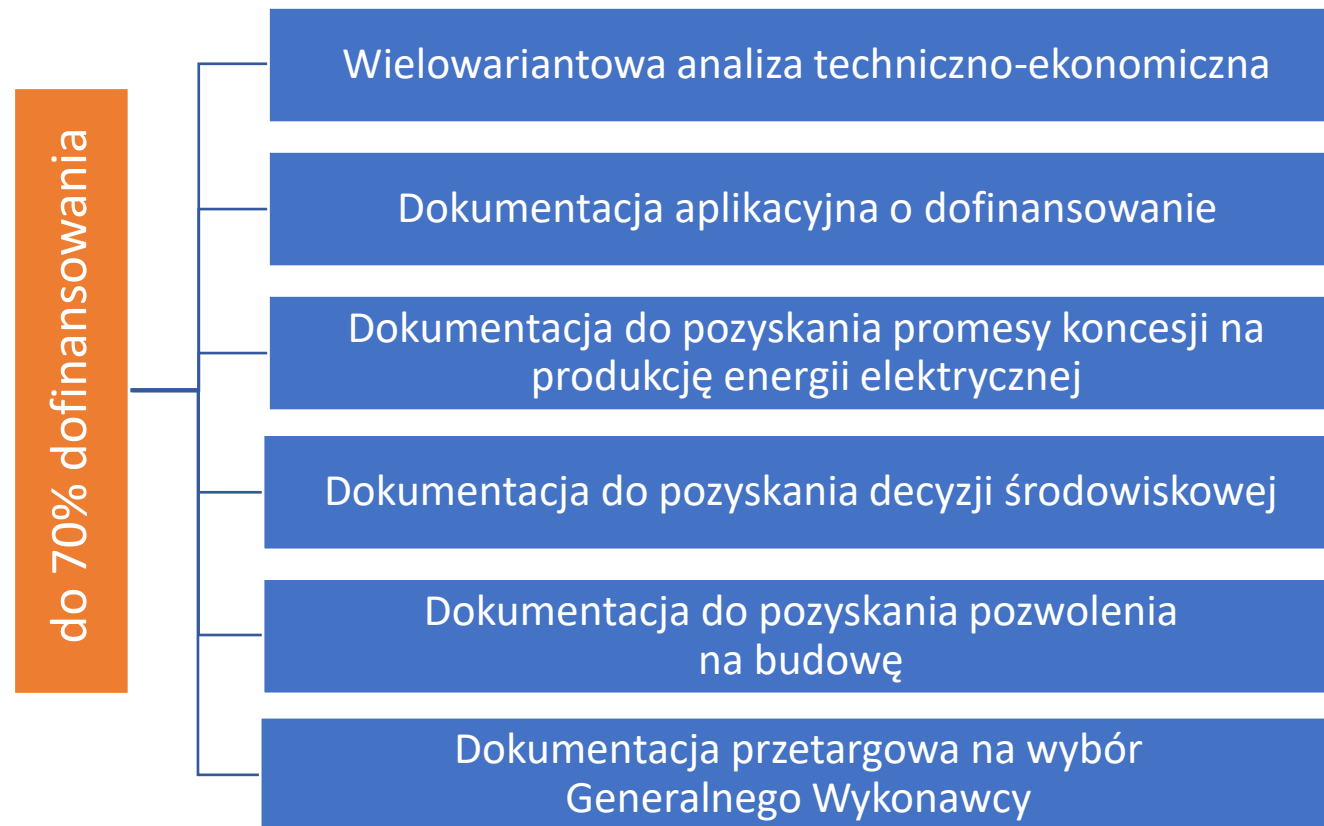 do 70% dofinansowania
Wielowariantowa analiza techniczno-ekonomiczna
Dokumentacja aplikacyjna o dofinansowanie
Dokumentacja do pozyskania promesy koncesji na
produkcję energii elektrycznej
Dokumentacja do pozyskania decyzji środowiskowej
Dokumentacja do pozyskania pozwolenia
na budowę
Dokumentacja przetargowa na wybór
Generalnego Wykonawcy